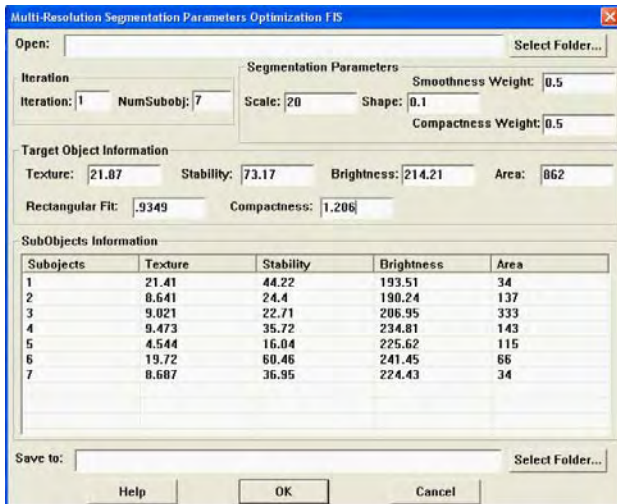 Multi-Resolution Segmentation Parameters Optimization FIS
Open: Select Folder...
Iteration
Iteration: 1 NumSubobj: 7
Segmentation Parameters
Smoothness Weight: 0.5
Scale: 20 Shape: 0.1
Compactness Weight: 0.5
Target Object Information
Texture: 21.87 Stability: 73.17 Brightness: 214.21 Area: 862
Rectangular Fit: .9349 Compactness: 1.206
SubObjects Information
Subojects Texture Stability Brightness Area
1 21.41 44.22 193.51 34
2 8.641 24.4 190.24 137
3 9.021 22.71 206.95 333
4 9.473 35.72 234.81 143
5 4.544 16.04 225.62 115
6 19.72 60.46 241.45 66
7 8.687 36.95 224.43 34
Save to: Select Folder...
Help OK Cancel